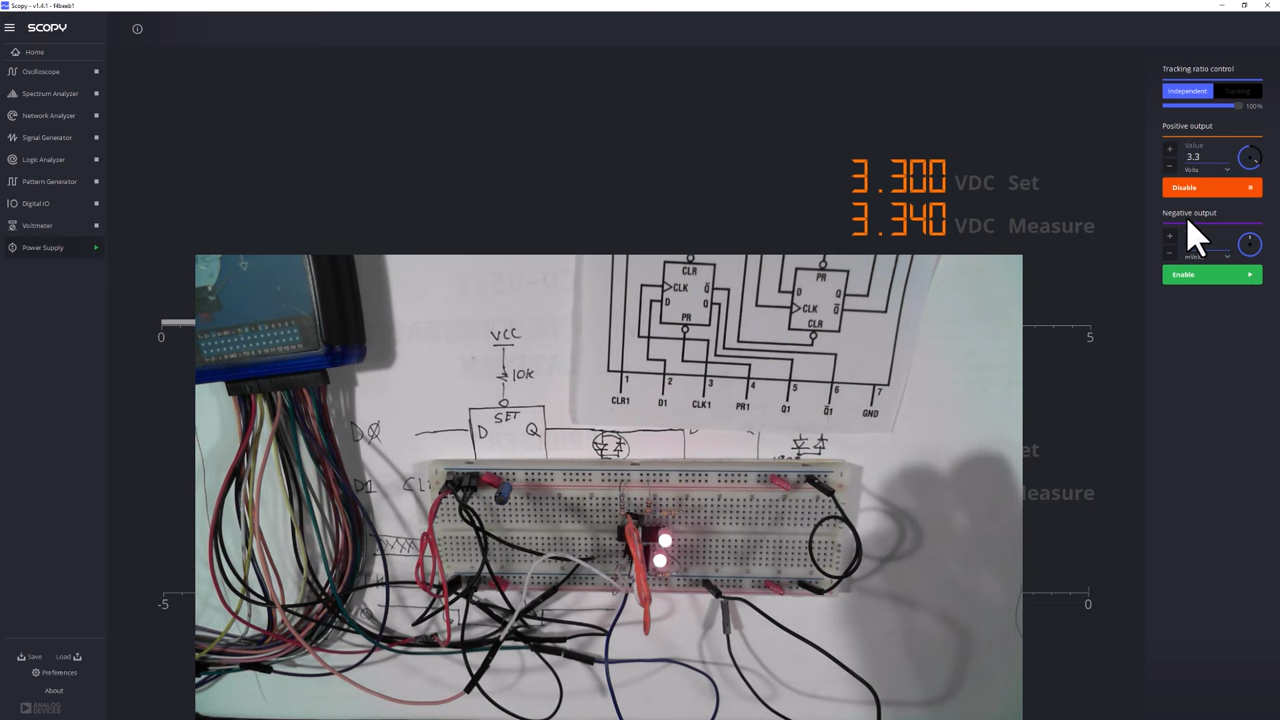 Scopy - v1.4.1 - f4beeb1
SCOPY
Home
Oscilloscope
Spectrum Analyzer
Network Analyzer
Signal Generator
Logic Analyzer
Pattern Generator
Digital IO
Voltmeter
Power Supply
Save
Load
Preferences
About
ANALOG DEVICES
3.300 VDC Set
3.340 VDC Measure
0
5
-5
0
Tracking ratio control
Independent
Tracking
100%
Positive output
Value
3.3
Volts
Disable
Negative output
Enable
CLR
CLK
D
Q̅
Q
PR
PR
D
Q
CLK
Q̅
CLR
1
2
3
4
5
6
7
CLR1
D1
CLK1
PR1
Q1
Q̅1
GND
VCC
10K
SET
D
Q
D0
D1